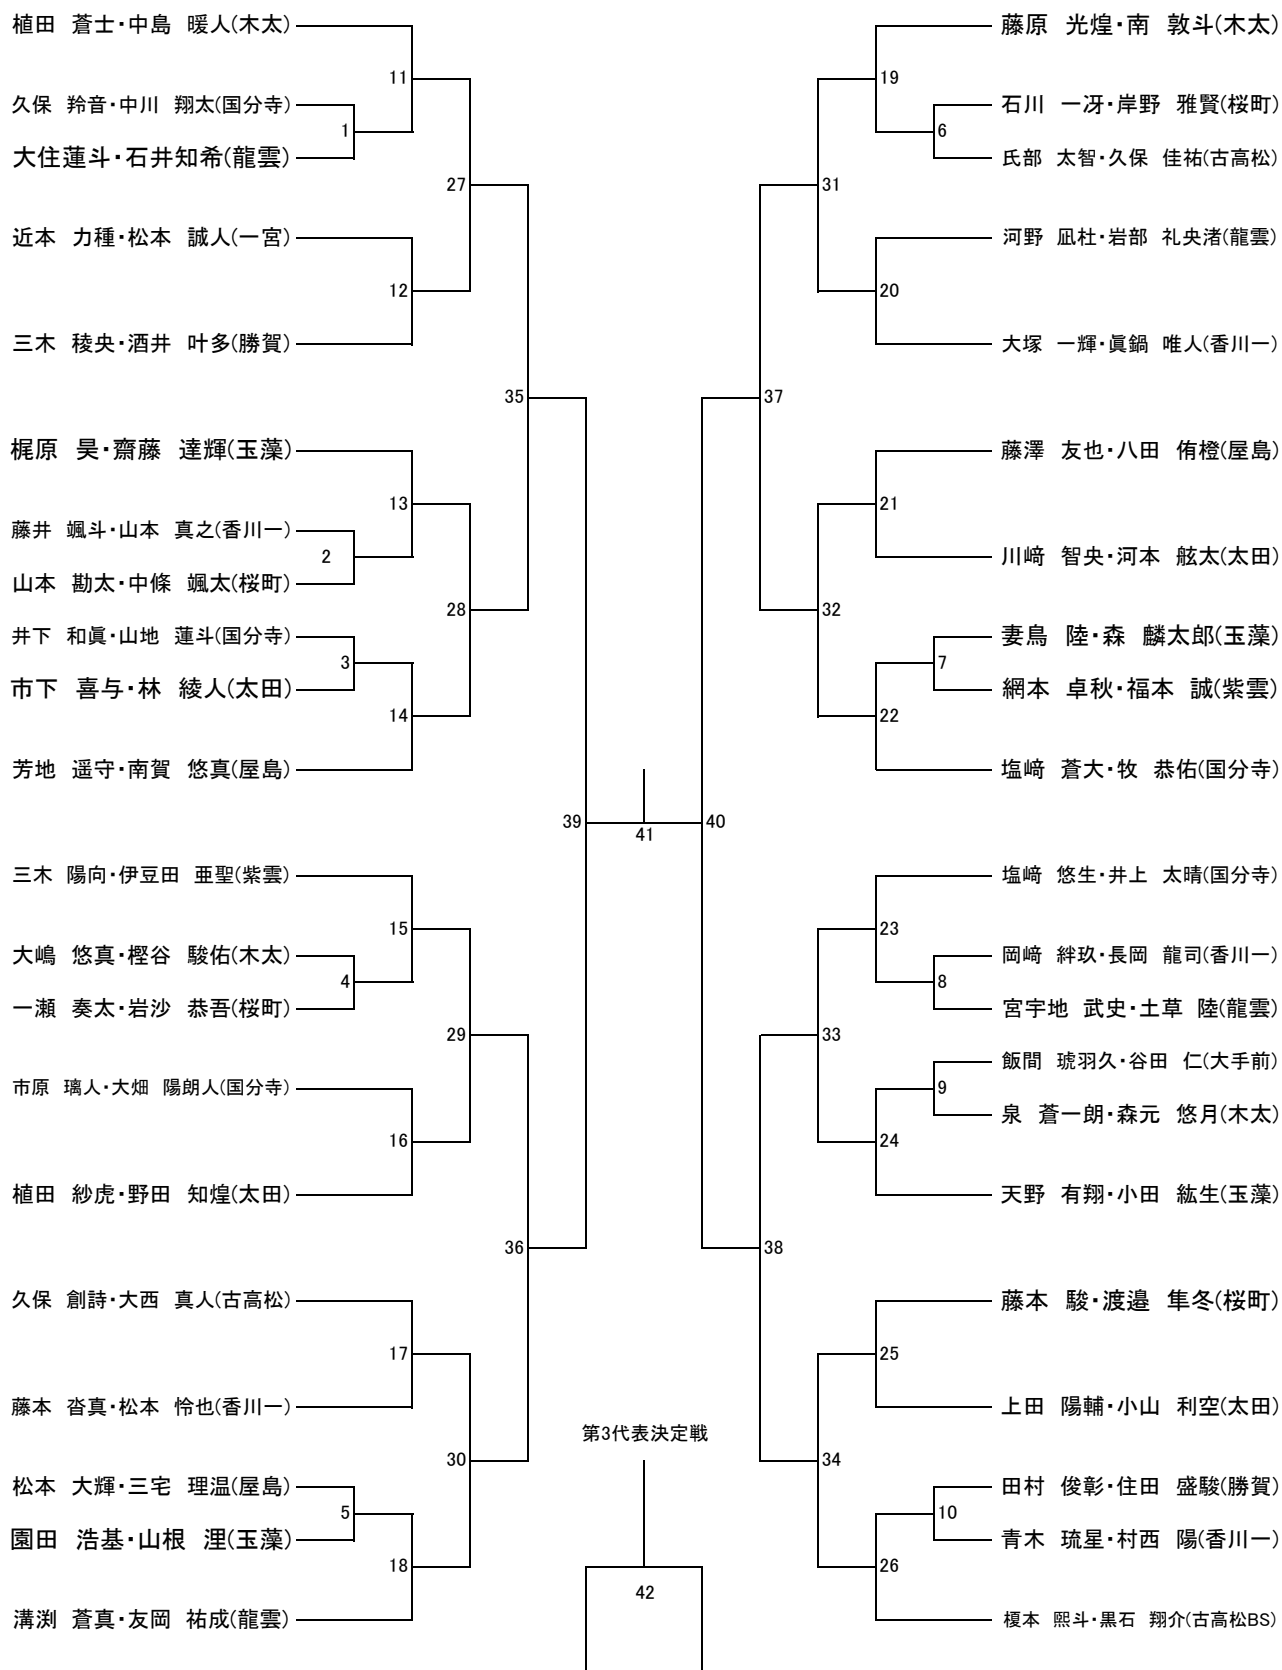 植田 蒼士・中島 暖人(木太)
11
久保 羚音・中川 翔太(国分寺)
1
大住蓮斗・石井知希(龍雲)
27
近本 力種・松本 誠人(一宮)
12
三木 稜央・酒井 叶多(勝賀)
35
梶原 昊・齋藤 達輝(玉藻)
13
藤井 颯斗・山本 真之(香川一)
2
山本 勘太・中條 颯太(桜町)
28
井下 和眞・山地 蓮斗(国分寺)
3
市下 喜与・林 綾人(太田)
14
芳地 遥守・南賀 悠真(屋島)
39
三木 陽向・伊豆田 亜聖(紫雲)
15
大嶋 悠真・樫谷 駿佑(木太)
4
一瀬 奏太・岩沙 恭吾(桜町)
29
市原 璃人・大畑 陽朗人(国分寺)
16
植田 紗虎・野田 知煌(太田)
36
久保 創詩・大西 真人(古高松)
17
藤本 沓真・松本 怜也(香川一)
30
松本 大輝・三宅 理温(屋島)
5
園田 浩基・山根 浬(玉藻)
18
溝渕 蒼真・友岡 祐成(龍雲)
41
第3代表決定戦
42
藤原 光煌・南 敦斗(木太)
19
石川 一冴・岸野 雅賢(桜町)
6
氏部 太智・久保 佳祐(古高松)
31
河野 凪杜・岩部 礼央渚(龍雲)
20
大塚 一輝・眞鍋 唯人(香川一)
37
藤澤 友也・八田 侑橙(屋島)
21
川﨑 智央・河本 舷太(太田)
32
妻鳥 陸・森 麟太郎(玉藻)
7
網本 卓秋・福本 誠(紫雲)
22
塩﨑 蒼大・牧 恭佑(国分寺)
40
塩﨑 悠生・井上 太晴(国分寺)
23
岡﨑 絆玖・長岡 龍司(香川一)
8
宮宇地 武史・土草 陸(龍雲)
33
飯間 琥羽久・谷田 仁(大手前)
9
泉 蒼一朗・森元 悠月(木太)
24
天野 有翔・小田 紘生(玉藻)
38
藤本 駿・渡邉 隼冬(桜町)
25
上田 陽輔・小山 利空(太田)
34
田村 俊彰・住田 盛駿(勝賀)
10
青木 琉星・村西 陽(香川一)
26
榎本 熙斗・黒石 翔介(古高松BS)